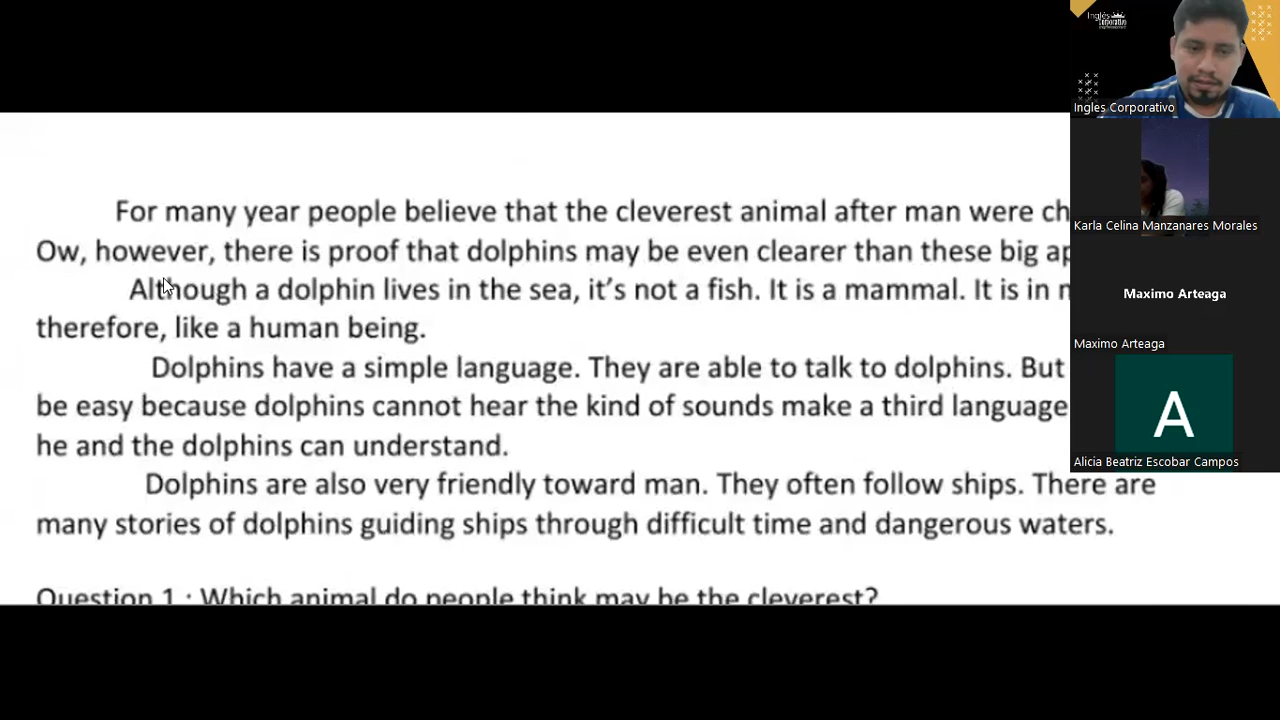 For many year people believe that the cleverest animal after man were
Ow, however, there is proof that dolphins may be even clearer than these big
Although a dolphin lives in the sea, it's not a fish. It is a mammal. It is in
therefore, like a human being.
Dolphins have a simple language. They are able to talk to dolphins. But
be easy because dolphins cannot hear the kind of sounds make a third language
he and the dolphins can understand.
Dolphins are also very friendly toward man. They often follow ships. There are
many stories of dolphins guiding ships through difficult time and dangerous waters.
Question 1 : Which animal do people think may be the cleverest?
Inglés
Corporativo
Ingles Corporativo
Karla Celina Manzanares Morales
Maximo Arteaga
Maximo Arteaga
A
Alicia Beatriz Escobar Campos